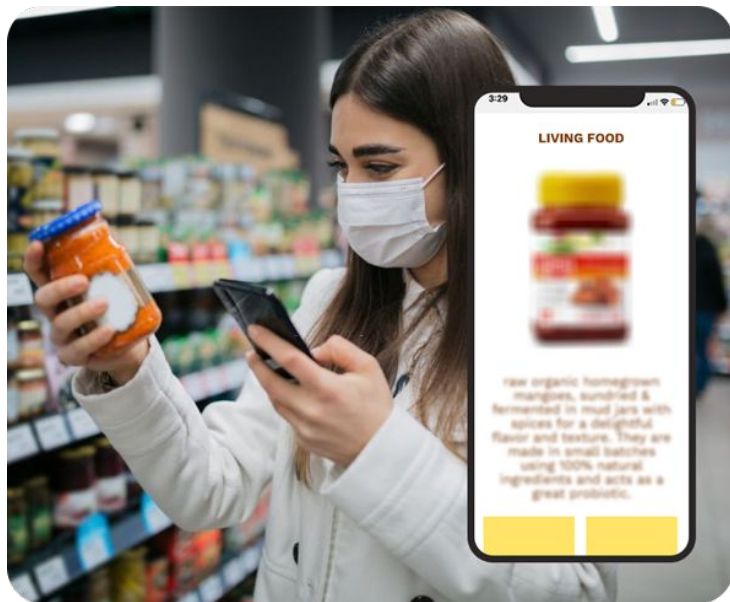 3:29
LIVING FOOD
raw organic homegrown
mangoes, sundried &
fermented in mud jars with
spices for a delightful
flavor and texture. They are
made in small batches
using 100% natural
ingredients and acts as a
great probiotic.